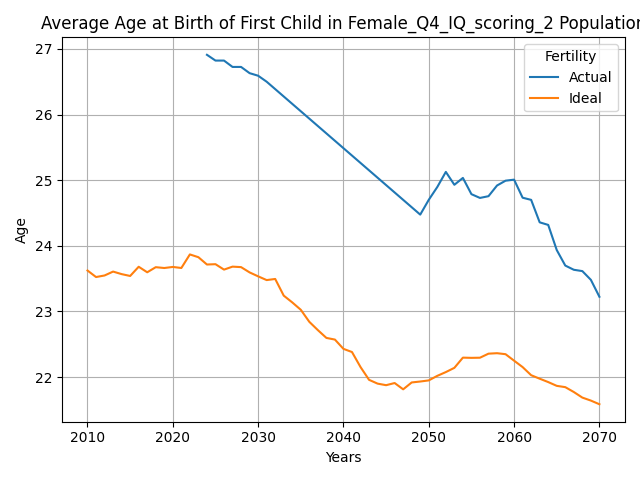 Average Age at Birth of First Child in Female_Q4_IQ_scoring_2 Population
27
26
25
24
23
22
Age
2010 2020 2030 2040 2050 2060 2070
Years
Fertility
Actual
Ideal